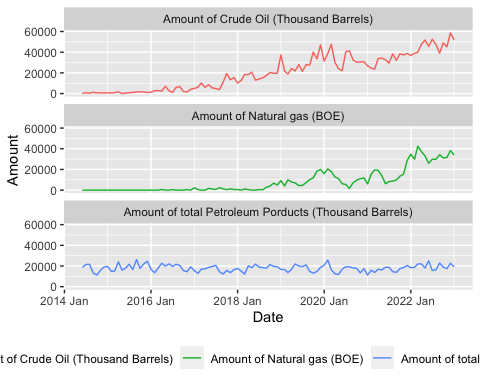 Amount of Crude Oil (Thousand Barrels)
60000
40000
20000
0
Amount of Natural gas (BOE)
60000
40000
20000
0
Amount of total Petroleum Porducts (Thousand Barrels)
60000
40000
20000
0
Amount
2014 Jan 2016 Jan 2018 Jan 2020 Jan 2022 Jan
Date
t of Crude Oil (Thousand Barrels) Amount of Natural gas (BOE) Amount of total